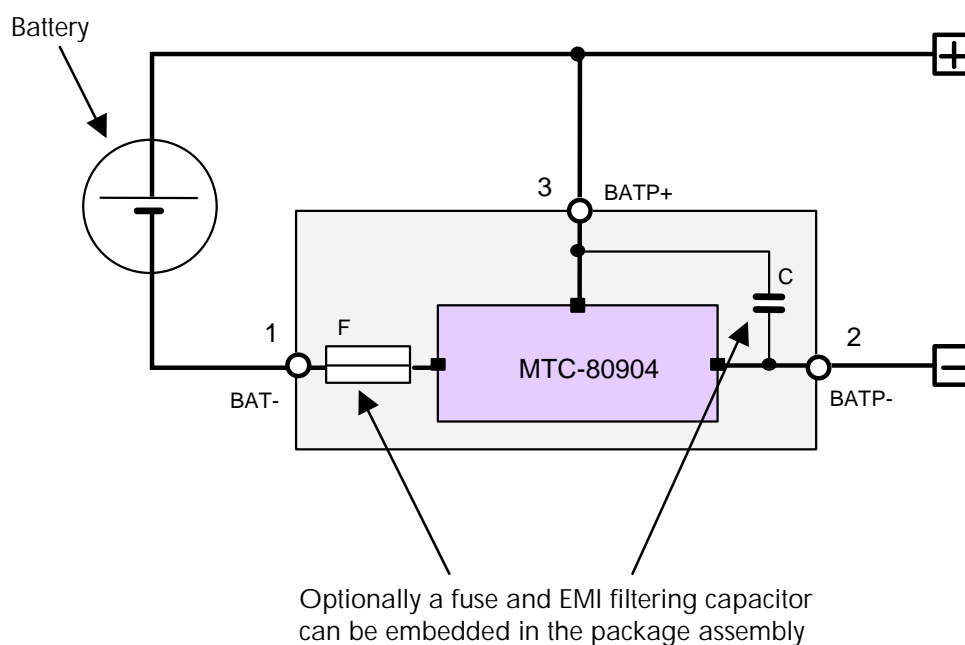 Battery
+
3
BATP+
C
1
F
2
MTC-80904
−
BAT-
BATP-
Optionally a fuse and EMI filtering capacitor
can be embedded in the package assembly